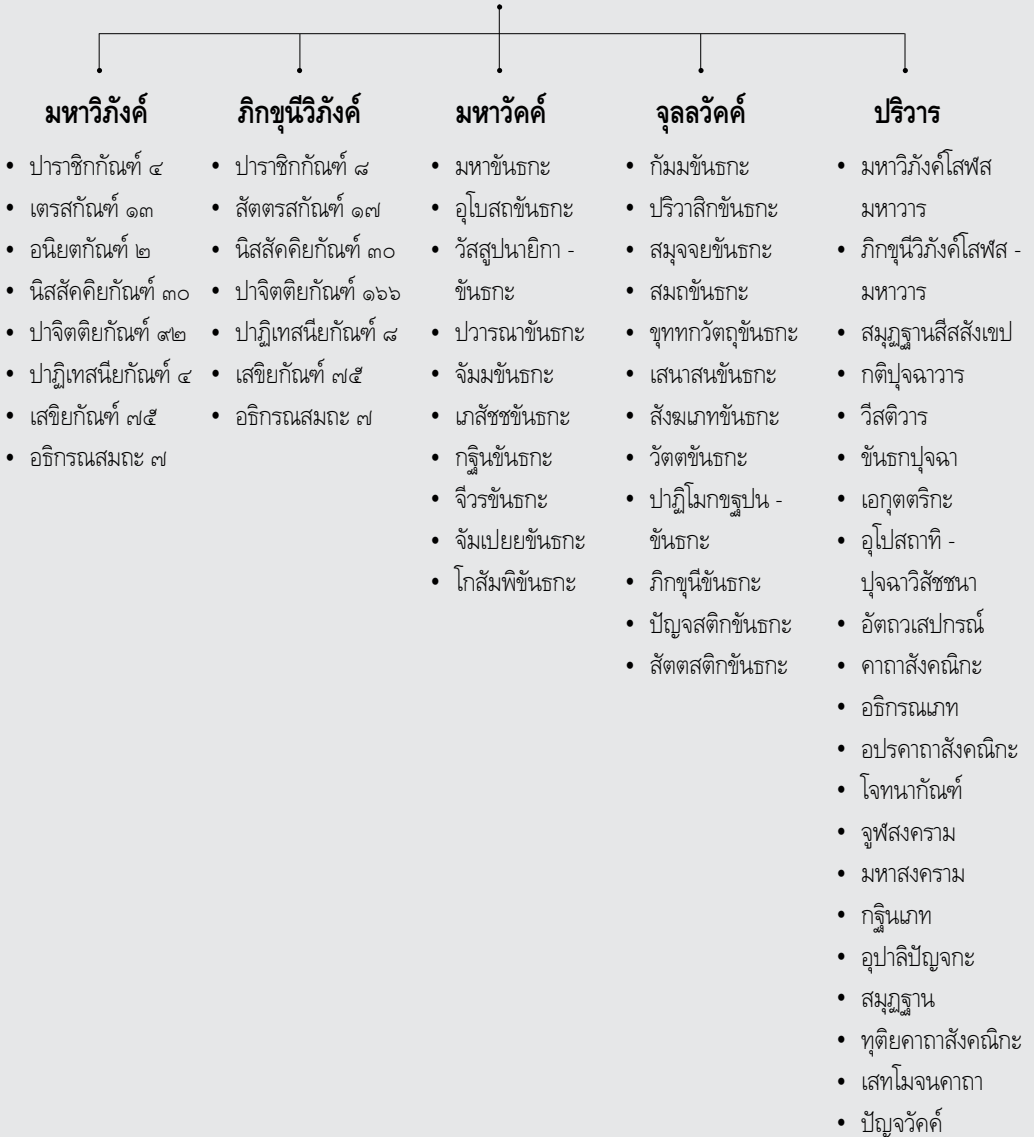 มหาวิภังค์
• ปาราชิกกัณฑ์ ๔
• เตรสกัณฑ์ ๑๓
• อนิยตกัณฑ์ ๒
• นิสสัคคิยกัณฑ์ ๓๐
• ปาจิตติยกัณฑ์ ๙๒
• ปาฏิเทสนียกัณฑ์ ๔
• เสขิยกัณฑ์ ๗๕
• อธิกรณสมถะ ๗
ภิกขุนีวิภังค์
• ปาราชิกกัณฑ์ ๘
• สัตตรสกัณฑ์ ๑๗
• นิสสัคคิยกัณฑ์ ๓๐
• ปาจิตติยกัณฑ์ ๑๖๖
• ปาฏิเทสนียกัณฑ์ ๘
• เสขิยกัณฑ์ ๗๕
• อธิกรณสมถะ ๗
มหาวัคค์
• มหาขันธกะ
• อุโบสถขันธกะ
• วัสสูปนายิกา -
ขันธกะ
• ปวารณาขันธกะ
• จัมมขันธกะ
• เภสัชชขันธกะ
• กฐินขันธกะ
• จีวรขันธกะ
• จัมเปยยขันธกะ
• โกสัมพิขันธกะ
จุลลวัคค์
• กัมมขันธกะ
• ปริวาสิกขันธกะ
• สมุจจยขันธกะ
• สมถขันธกะ
• ขุททกวัตถุขันธกะ
• เสนาสนขันธกะ
• สังฆเภทขันธกะ
• วัตตขันธกะ
• ปาฏิโมกขฐปน -
ขันธกะ
• ภิกขุนีขันธกะ
• ปัญจสติกขันธกะ
• สัตตสติกขันธกะ
ปริวาร
• มหาวิภังค์โสฬส
มหาวาร
• ภิกขุนีวิภังค์โสฬส -
มหาวาร
• สมุฏฐานสีสสังเขป
• กติปุจฉาวาร
• วีสติวาร
• ขันธกปุจฉา
• เอกุตตริกะ
• อุโปสถาทิ -
ปุจฉาวิสัชชนา
• อัตถวเสปกรณ์
• คาถาสังคณิกะ
• อธิกรณเภท
• อปรคาถาสังคณิกะ
• โจทนากัณฑ์
• จูฬสงคราม
• มหาสงคราม
• กฐินเภท
• อุปาลิปัญจกะ
• สมุฏฐาน
• ทุติยคาถาสังคณิกะ
• เสทโมจนคาถา
• ปัญจวัคค์